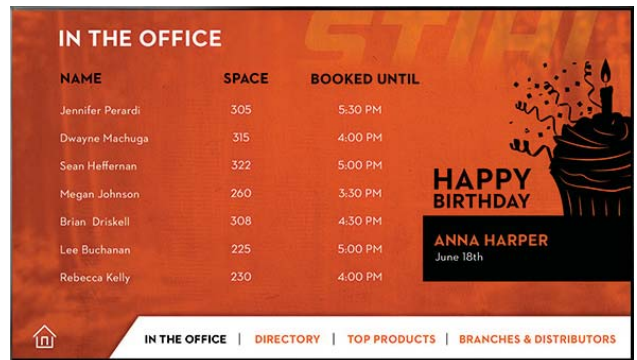 STIHL
IN THE OFFICE
NAME SPACE BOOKED UNTIL
Jennifer Perardi 305 5:30 PM
Dwayne Machuga 315 4:00 PM
Sean Heffernan 322 5:00 PM
Megan Johnson 260 3:30 PM
Brian Driskell 308 4:30 PM
Lee Buchanan 225 5:00 PM
Rebecca Kelly 230 4:00 PM
HAPPY
BIRTHDAY
ANNA HARPER
June 18th
IN THE OFFICE | DIRECTORY | TOP PRODUCTS | BRANCHES & DISTRIBUTORS